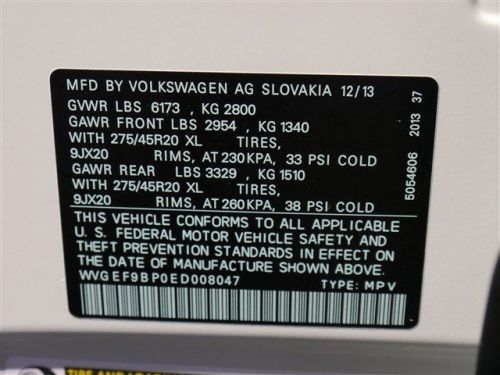 MFD BY VOLKSWAGEN AG SLOVAKIA 12/13
GVWR LBS 6173 , KG 2800
GAWR FRONT LBS 2954 , KG 1340
WITH 275/45R20 XL TIRES,
9JX20 RIMS, AT 230KPA, 33 PSI COLD
GAWR REAR LBS 3329 , KG 1510
WITH 275/45R20 XL TIRES,
9JX20 RIMS, AT 260KPA, 38 PSI COLD
THIS VEHICLE CONFORMS TO ALL APPLICABLE
U. S. FEDERAL MOTOR VEHICLE SAFETY AND
THEFT PREVENTION STANDARDS IN EFFECT ON
THE DATE OF MANUFACTURE SHOWN ABOVE.
WVGEF9BP0ED008047 TYPE: MPV
5054606 2013 37
TIRE AND